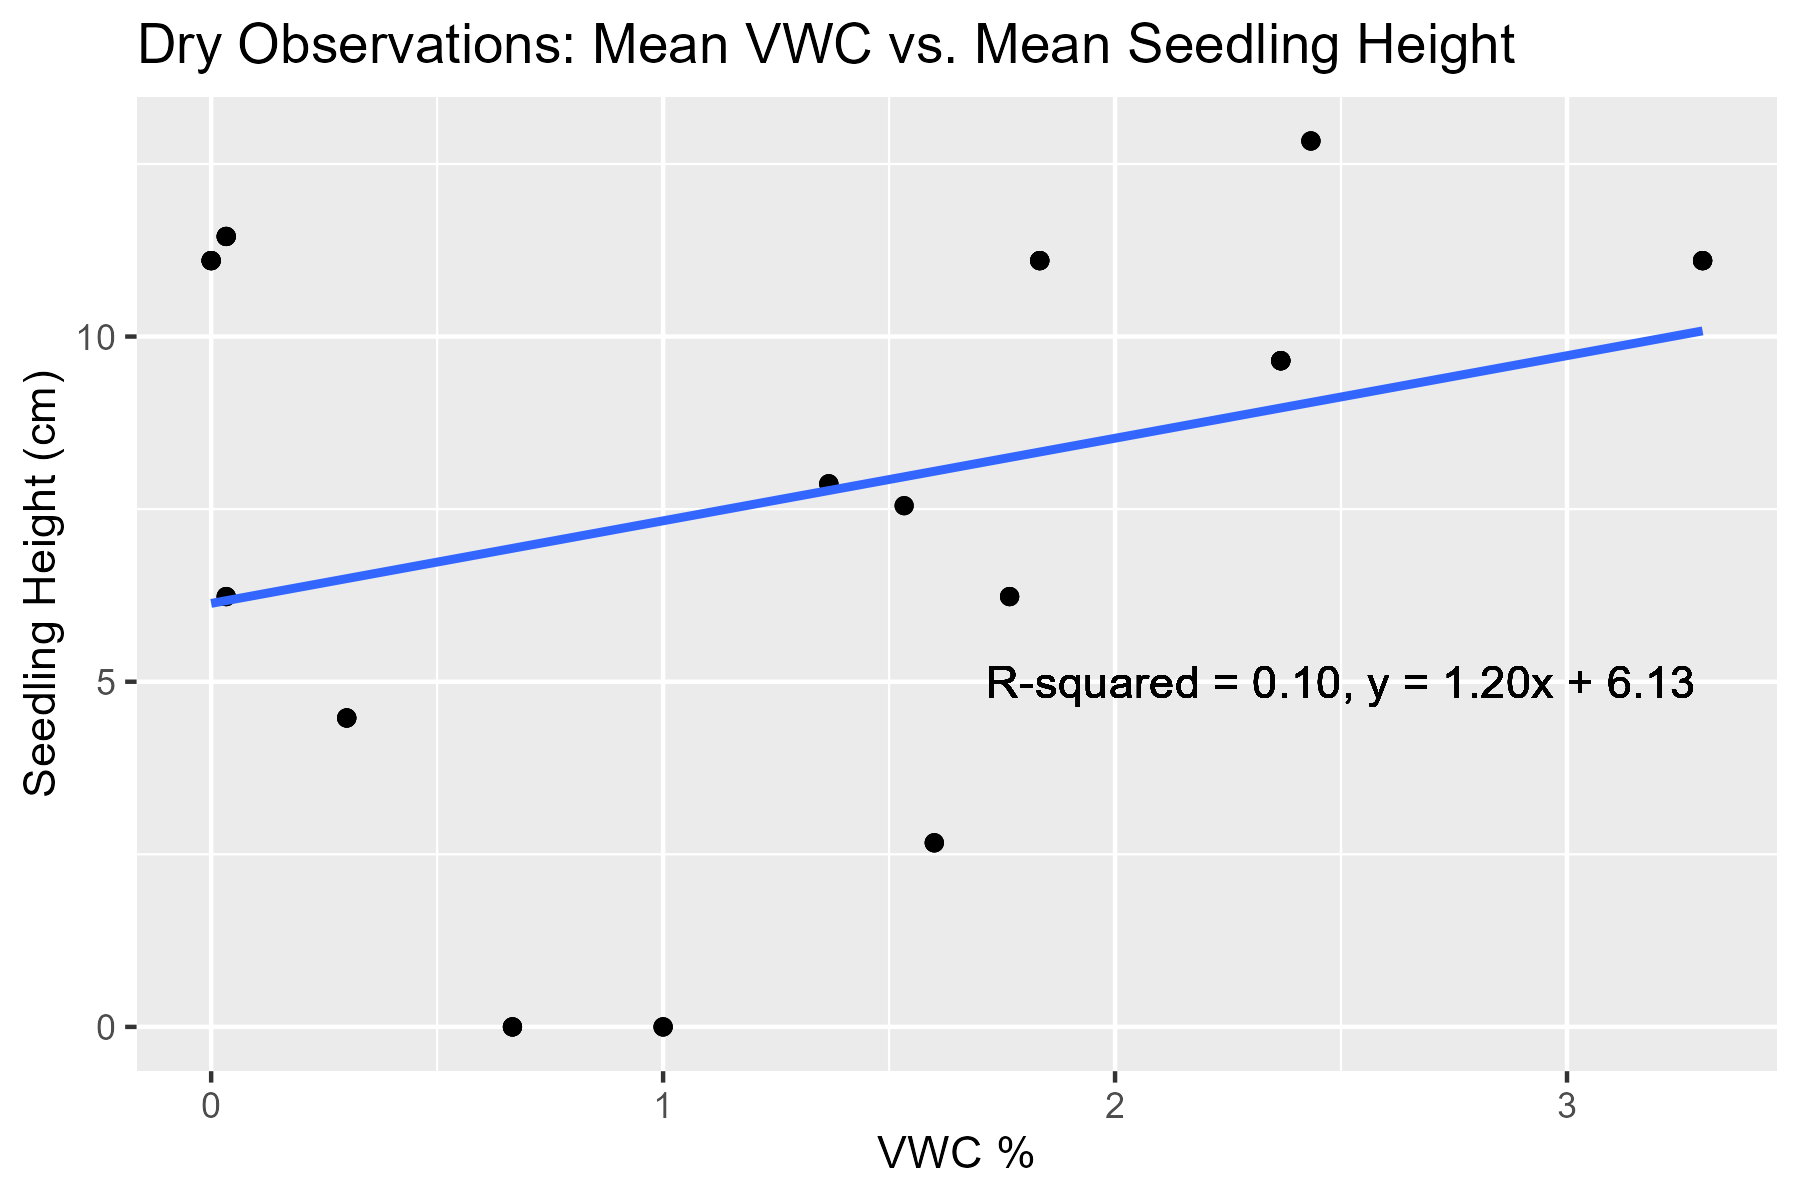 Dry Observations: Mean VWC vs. Mean Seedling Height
Seedling Height (cm)
10
5
0
R-squared = 0.10, y = 1.20x + 6.13
0 1 2 3
VWC %